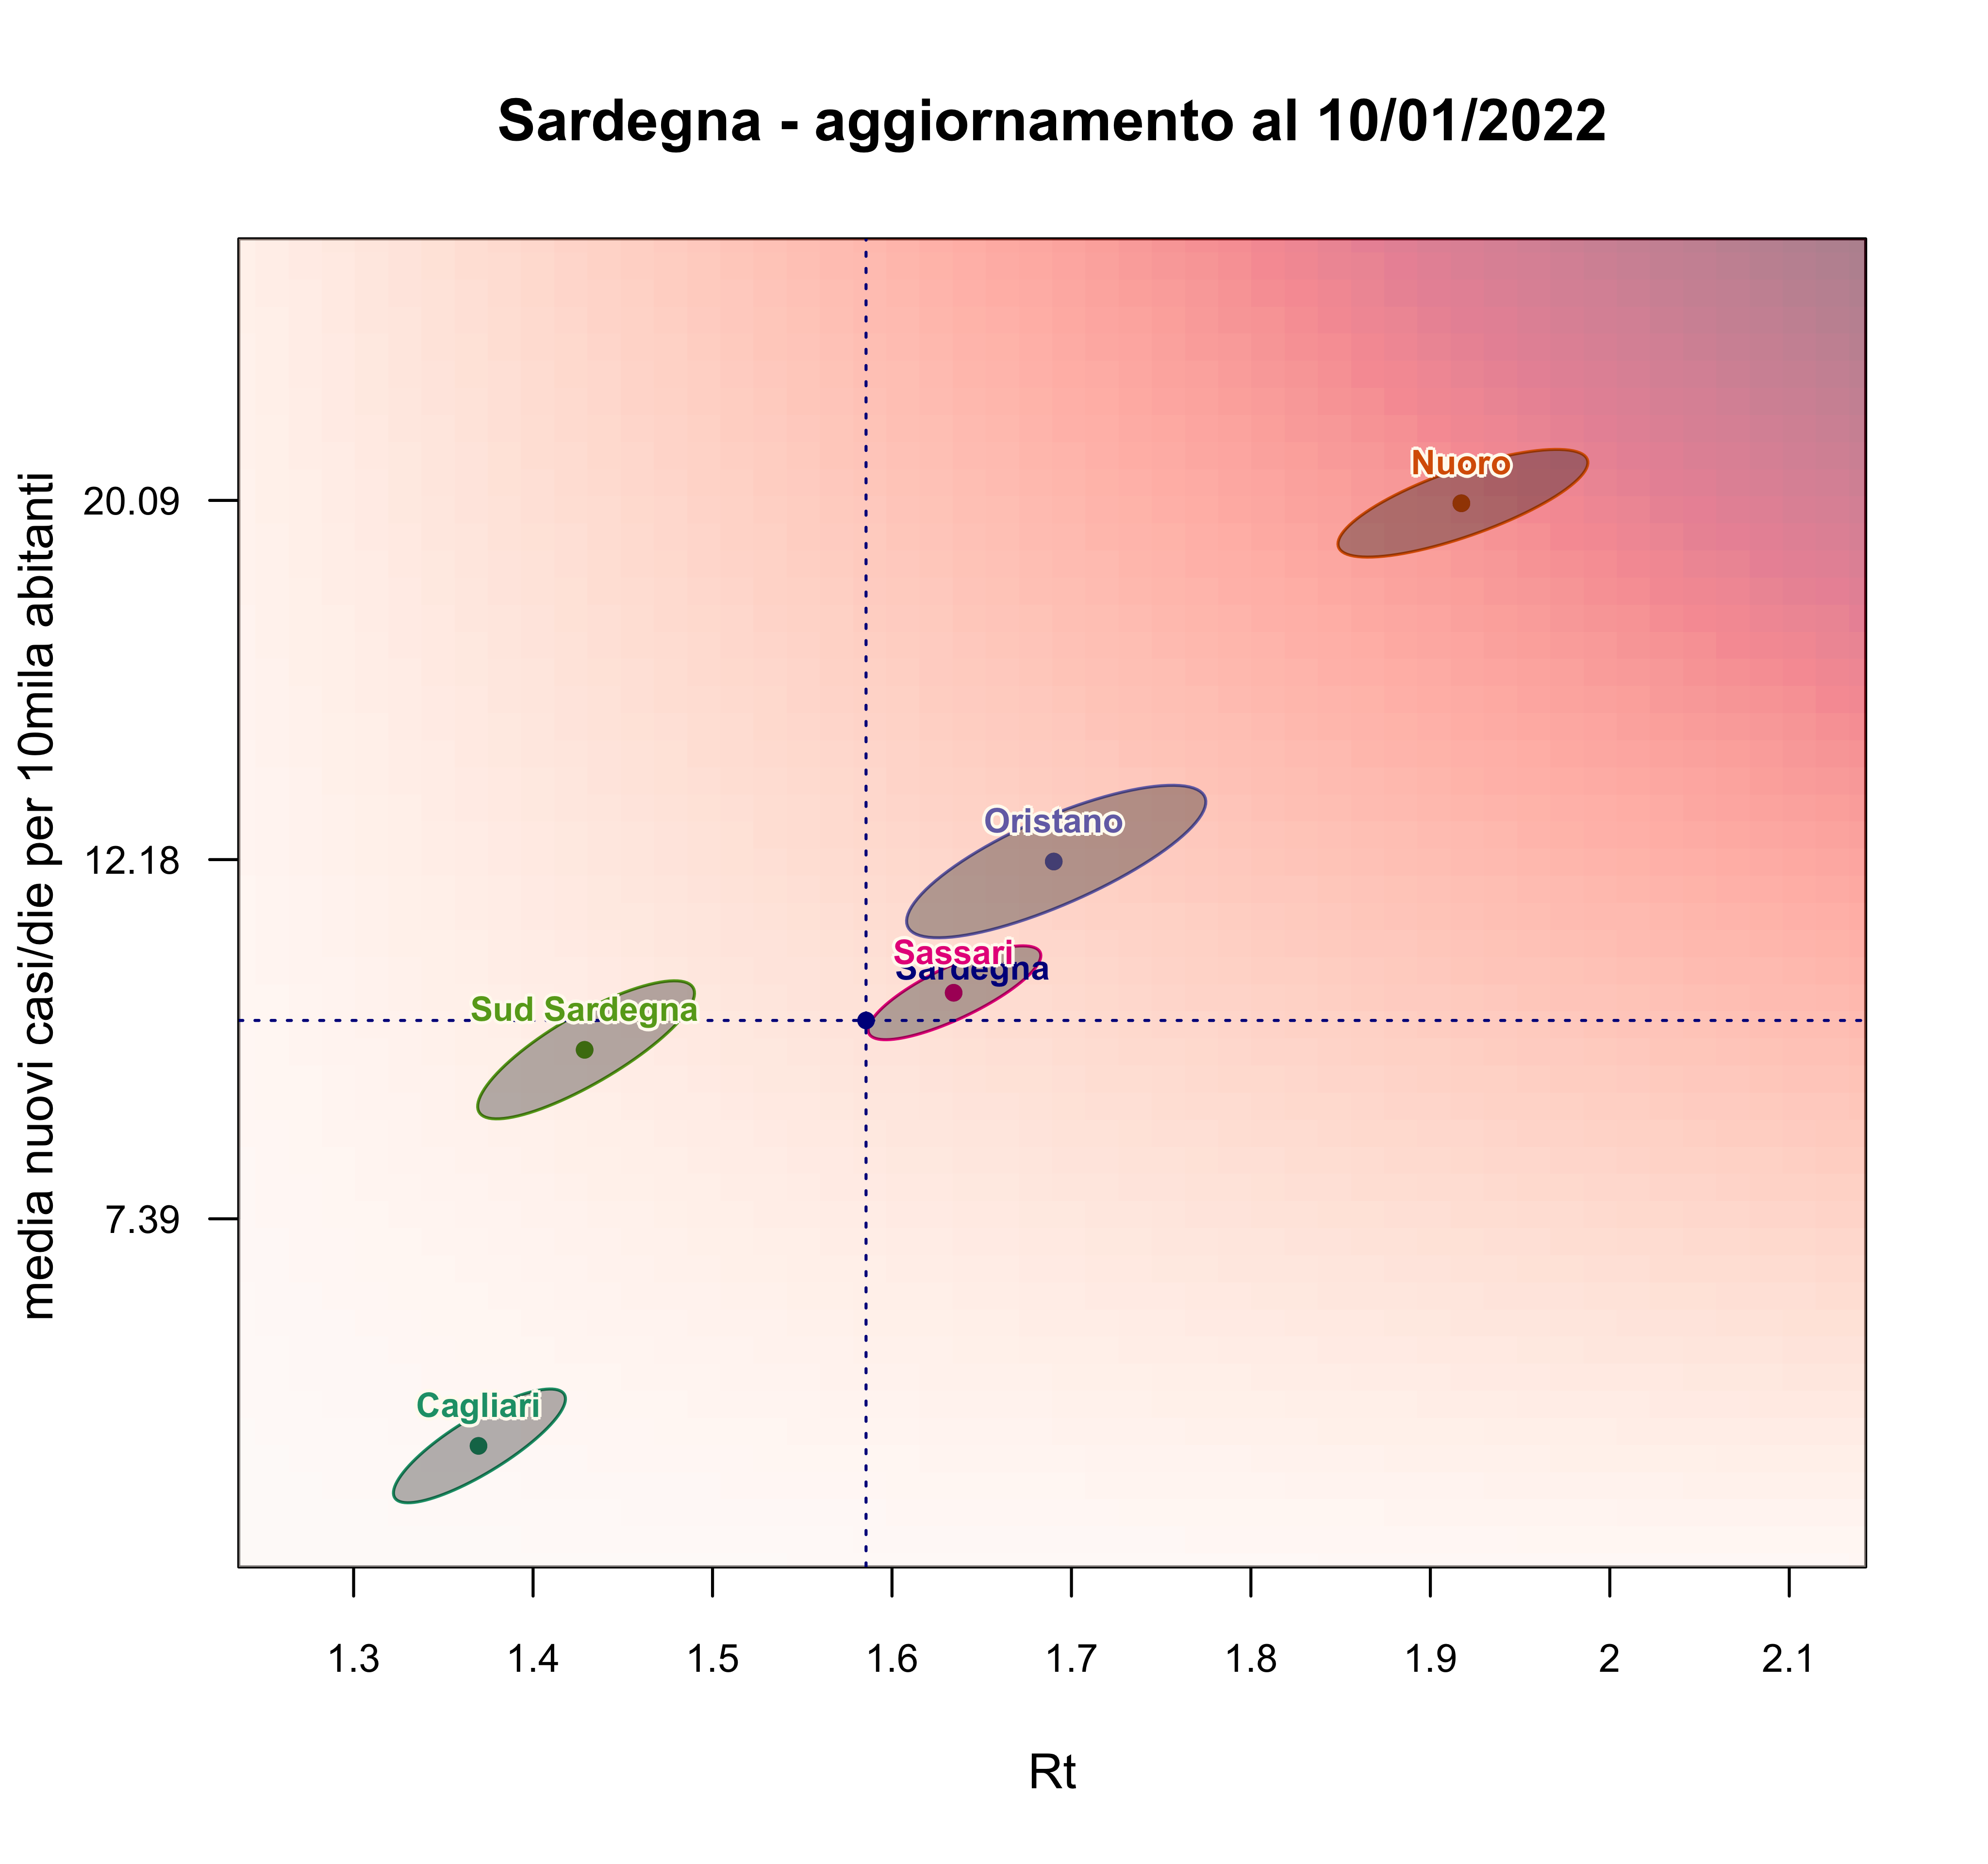 Sardegna - aggiornamento al 10/01/2022
media nuovi casi/die per 10mila abitanti
20.09
12.18
7.39
Nuoro
Oristano
Sassari
Sardegna
Sud Sardegna
Cagliari
1.3 1.4 1.5 1.6 1.7 1.8 1.9 2 2.1
Rt